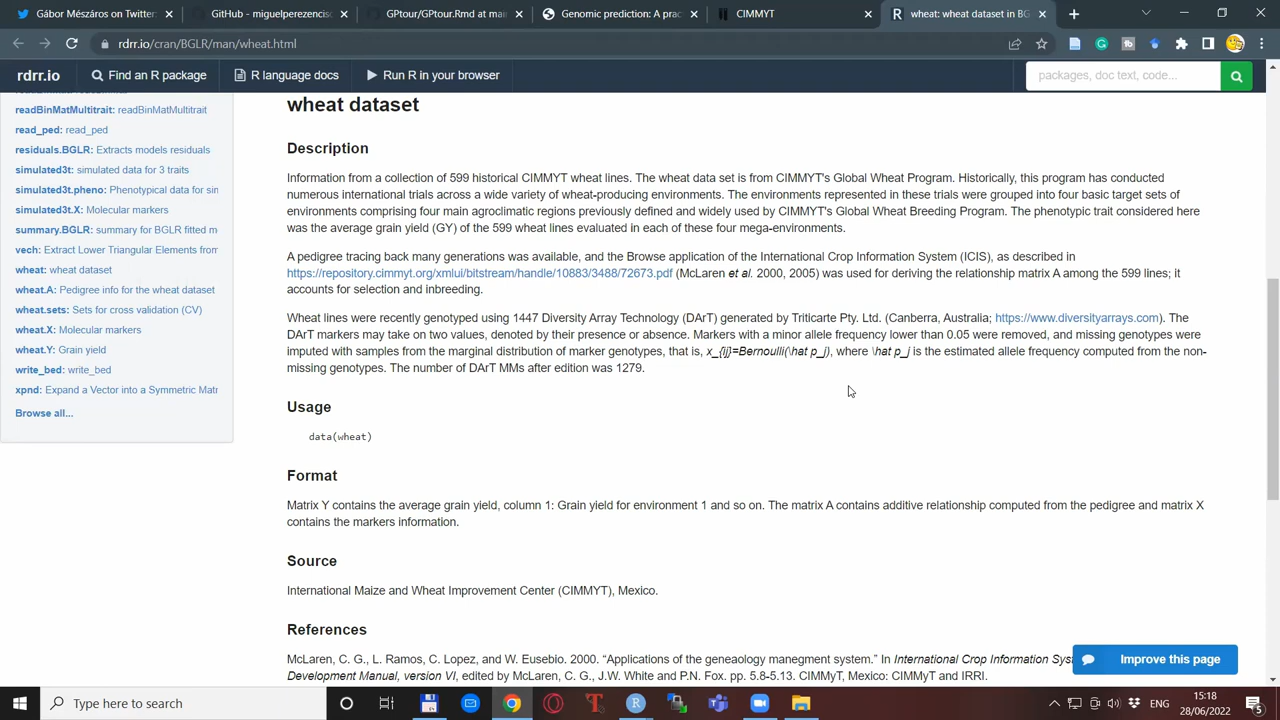 Gábor Mészáros on Twitter
GitHub - miguelperezencisc
GPtour/GPtour.Rmd at mai
Genomic prediction: A prac
CIMMYT
wheat: wheat dataset in BG
rdrr.io/cran/BGLR/man/wheat.html
rdrr.io
Find an R package
R language docs
Run R in your browser
packages, doc text, code...
readBinMatMultitrait: readBinMatMultitrait
read_ped: read_ped
residuals.BGLR: Extracts models residuals
simulated3t: simulated data for 3 traits
simulated3t.pheno: Phenotypical data for sin
simulated3t.X: Molecular markers
summary.BGLR: summary for BGLR fitted m
vech: Extract Lower Triangular Elements from
wheat: wheat dataset
wheat.A: Pedigree info for the wheat dataset
wheat.sets: Sets for cross validation (CV)
wheat.X: Molecular markers
wheat.Y: Grain yield
write_bed: write_bed
xpnd: Expand a Vector into a Symmetric Matr
Browse all...
wheat dataset
Description
Information from a collection of 599 historical CIMMYT wheat lines. The wheat data set is from CIMMYT's Global Wheat Program. Historically, this program has conducted
numerous international trials across a wide variety of wheat-producing environments. The environments represented in these trials were grouped into four basic target sets of
environments comprising four main agroclimatic regions previously defined and widely used by CIMMYT's Global Wheat Breeding Program. The phenotypic trait considered here
was the average grain yield (GY) of the 599 wheat lines evaluated in each of these four mega-environments.
A pedigree tracing back many generations was available, and the Browse application of the International Crop Information System (ICIS), as described in
https://repository.cimmyt.org/xmlui/bitstream/handle/10883/3488/72673.pdf (McLaren et al. 2000, 2005) was used for deriving the relationship matrix A among the 599 lines; it
accounts for selection and inbreeding.
Wheat lines were recently genotyped using 1447 Diversity Array Technology (DArT) generated by Triticarte Pty. Ltd. (Canberra, Australia; https://www.diversityarrays.com). The
DArT markers may take on two values, denoted by their presence or absence. Markers with a minor allele frequency lower than 0.05 were removed, and missing genotypes were
imputed with samples from the marginal distribution of marker genotypes, that is, x_{ij}=Bernoulli(\hat p_j), where \hat p_j is the estimated allele frequency computed from the non-
missing genotypes. The number of DArT MMs after edition was 1279.
Usage
data(wheat)
Format
Matrix Y contains the average grain yield, column 1: Grain yield for environment 1 and so on. The matrix A contains additive relationship computed from the pedigree and matrix X
contains the markers information.
Source
International Maize and Wheat Improvement Center (CIMMYT), Mexico.
References
McLaren, C. G., L. Ramos, C. Lopez, and W. Eusebio. 2000. “Applications of the geneaology manegment system.” In International Crop Information Sys
Development Manual, version VI, edited by McLaren, C. G., J.W. White and P.N. Fox. pp. 5.8-5.13. CIMMyT, Mexico: CIMMyT and IRRI.
Improve this page
Type here to search
ENG
15:18
28/06/2022
5